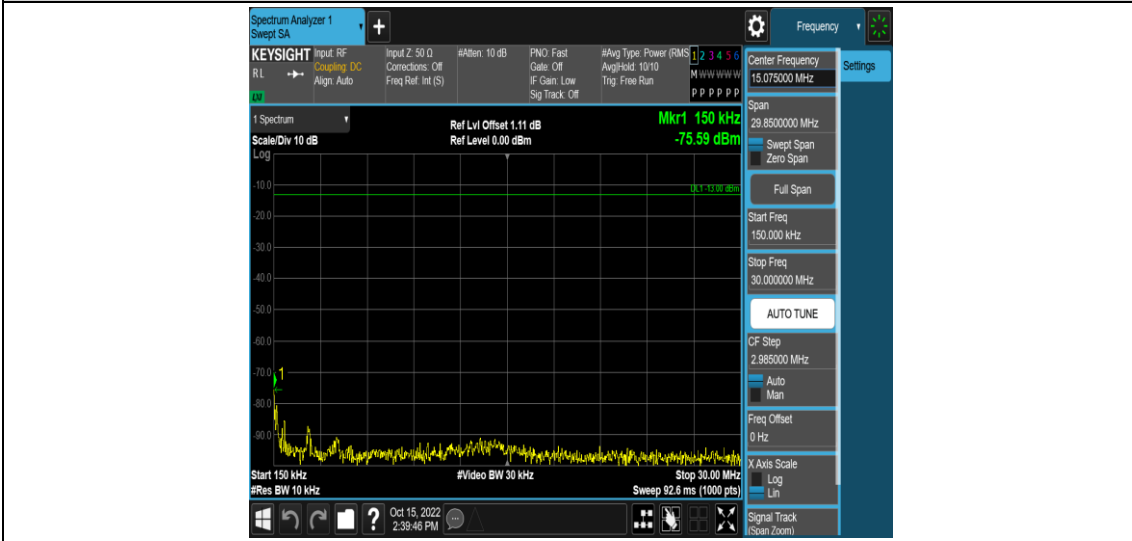 Spectrum Analyzer 1
Swept SA
+
Frequency
KEYSIGHT
RL
Input: RF
Coupling: DC
Align: Auto
Input Z: 50 Ω
Corrections: Off
Freq Ref: Int (S)
#Atten: 10 dB
PNO: Fast
Gate: Off
IF Gain: Low
Sig Track: Off
#Avg Type: Power (RMS
Avg|Hold: 10/10
Trig: Free Run
1 2 3 4 5 6
M W W W W W
P P P P P P
Settings
1 Spectrum
Scale/Div 10 dB
Log
Ref Lvl Offset 1.11 dB
Ref Level 0.00 dBm
Mkr1 150 kHz
-75.59 dBm
DL1 -13.00 dBm
-10.0
-20.0
-30.0
-40.0
-50.0
-60.0
-70.0
-80.0
-90.0
1
Start 150 kHz
#Res BW 10 kHz
#Video BW 30 kHz
Stop 30.00 MHz
Sweep 92.6 ms (1000 pts)
Center Frequency
15.075000 MHz
Span
29.8500000 MHz
Swept Span
Zero Span
Full Span
Start Freq
150.000 kHz
Stop Freq
30.000000 MHz
AUTO TUNE
CF Step
2.985000 MHz
Auto
Man
Freq Offset
0 Hz
X Axis Scale
Log
Lin
Signal Track
(Span Zoom)
?
Oct 15, 2022
2:39:46 PM